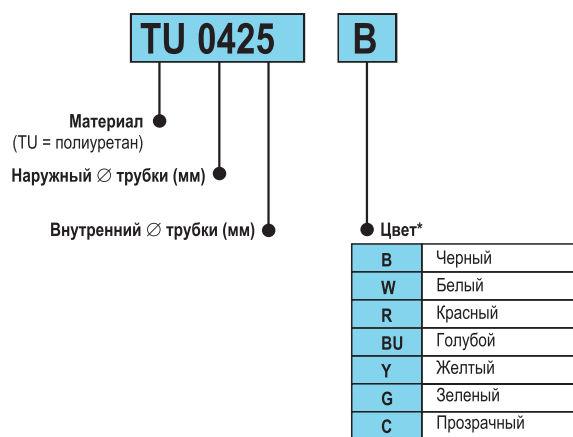 TU 0425 B
Материал
(TU = полиуретан)
Наружный ∅ трубки (мм)
Внутренний ∅ трубки (мм)
Цвет*
B Черный
W Белый
R Красный
BU Голубой
Y Желтый
G Зеленый
C Прозрачный